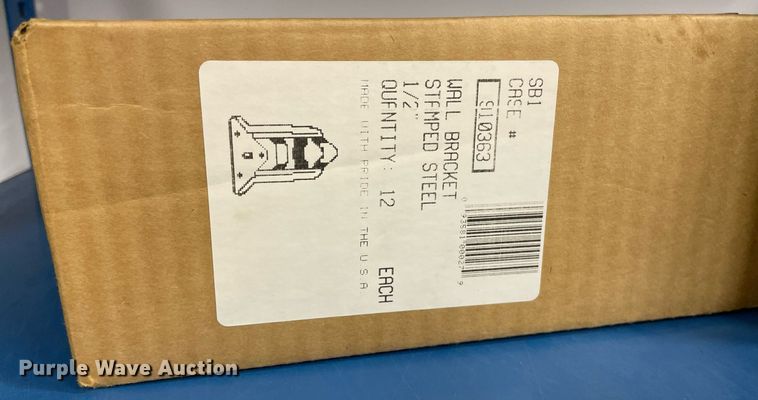 SB1
CASE #
9110363
WALL BRACKET
STAMPED STEEL
1/2"
QUANTITY: 12 EACH
MADE WITH PRIDE IN THE U S A
Purple Wave Auction